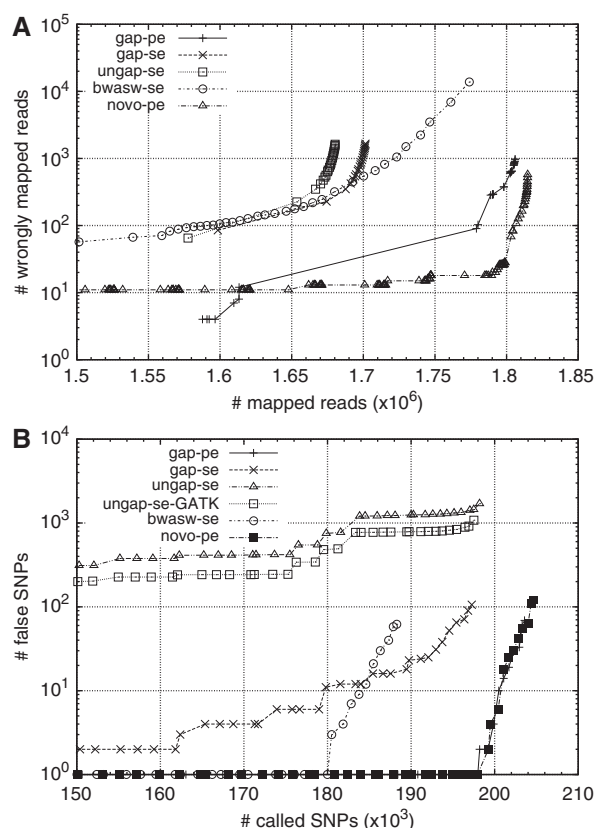 A
10^5
10^4
10^3
10^2
10^1
10^0
# wrongly mapped reads
gap-pe
gap-se
ungap-se
bwasw-se
novo-pe
1.5 1.55 1.6 1.65 1.7 1.75 1.8 1.85
# mapped reads (x10^6)
B
10^4
10^3
10^2
10^1
10^0
# false SNPs
gap-pe
gap-se
ungap-se
ungap-se-GATK
bwasw-se
novo-pe
150 160 170 180 190 200 210
# called SNPs (x10^3)